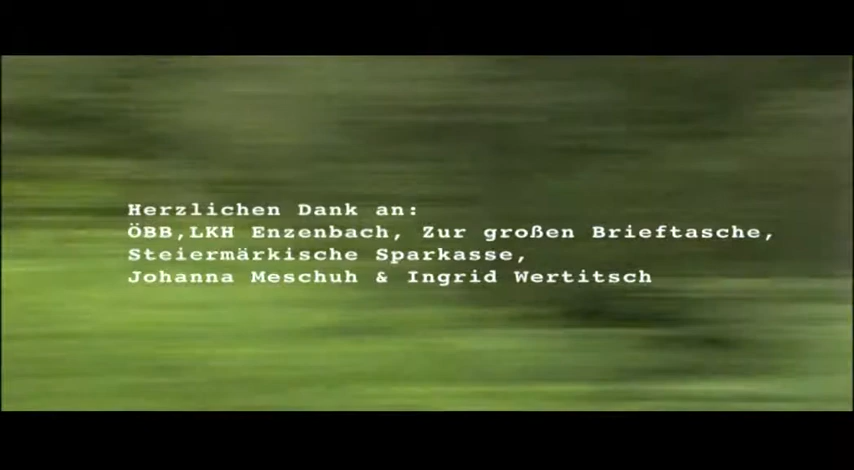 Herzlichen Dank an:
ÖBB,LKH Enzenbach, Zur großen Brieftasche,
Steiermärkische Sparkasse,
Johanna Meschuh & Ingrid Wertitsch